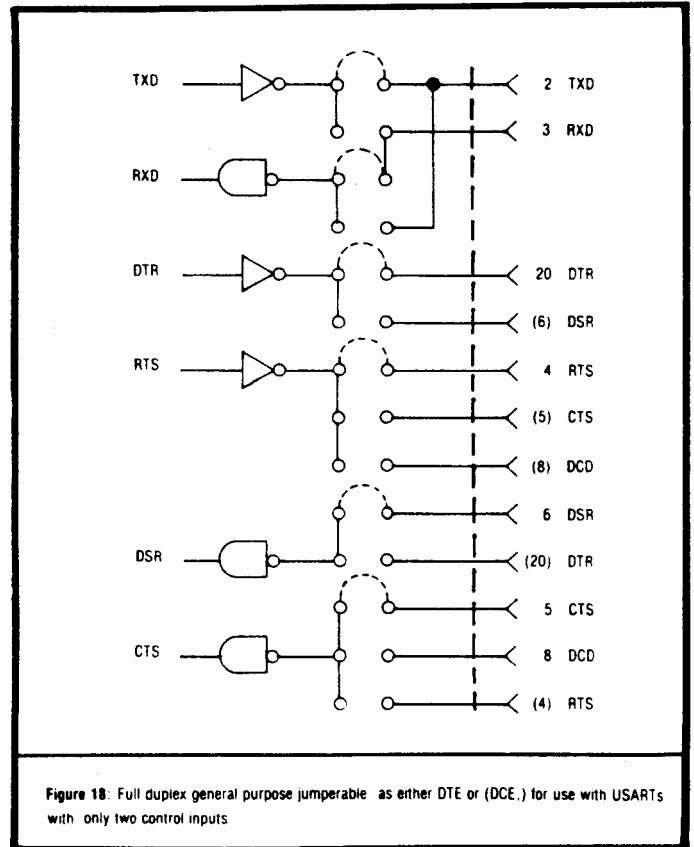 TXD
2 TXD
3 RXD
RXD
DTR
20 DTR
(6) DSR
RTS
4 RTS
(5) CTS
(8) DCD
6 DSR
DSR
(20) DTR
5 CTS
CTS
8 DCD
(4) RTS
Figure 18: Full duplex general purpose jumperable as either DTE or (DCE,) for use with USARTs
with only two control inputs